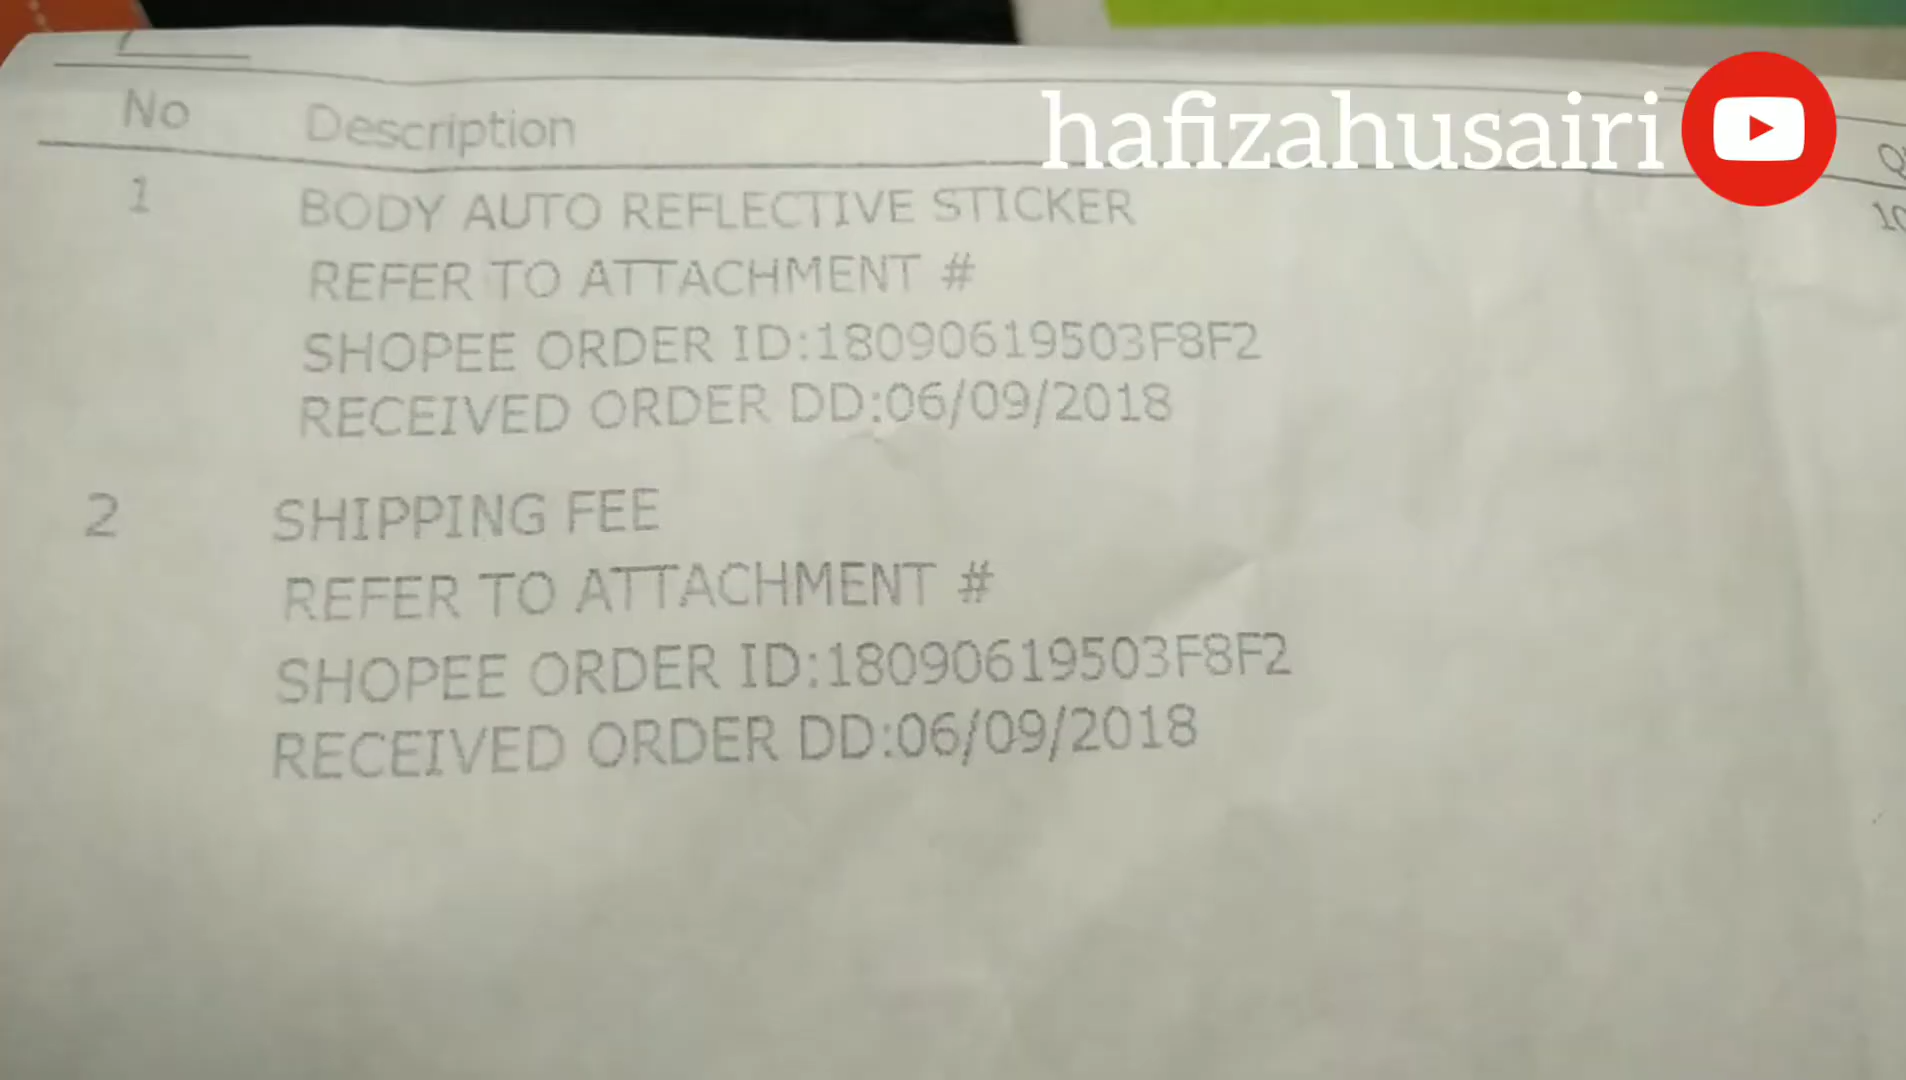 hafizahusairi
No Description
1 BODY AUTO REFLECTIVE STICKER 10
REFER TO ATTACHMENT #
SHOPEE ORDER ID:18090619503F8F2
RECEIVED ORDER DD:06/09/2018
2 SHIPPING FEE
REFER TO ATTACHMENT #
SHOPEE ORDER ID:18090619503F8F2
RECEIVED ORDER DD:06/09/2018